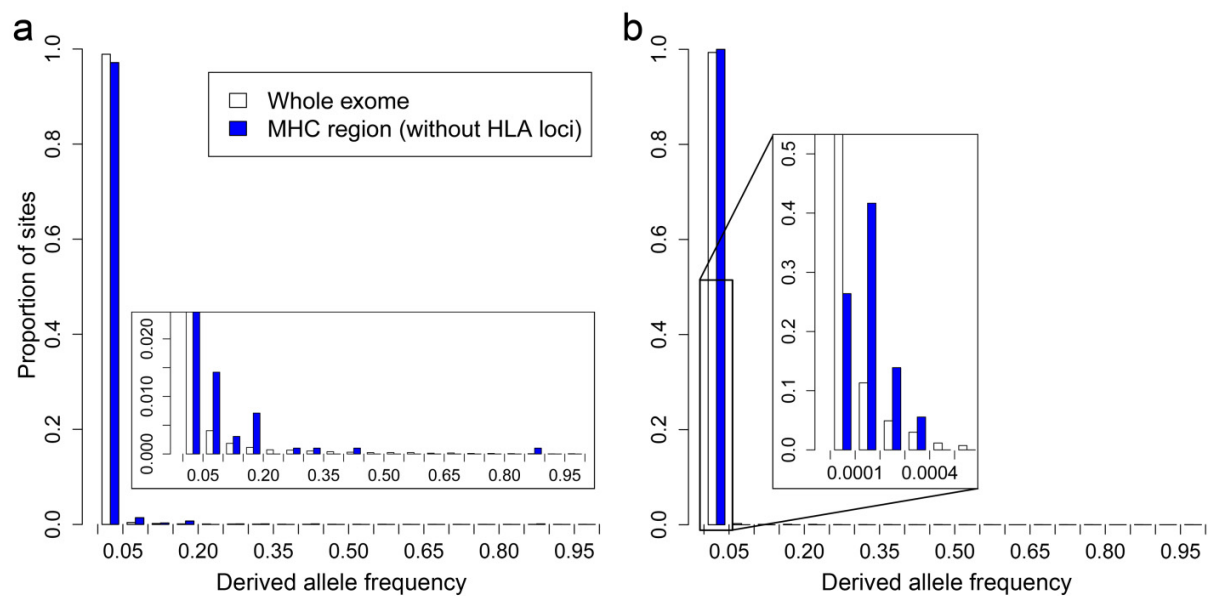 a
b
Whole exome
MHC region (without HLA loci)
Proportion of sites
0.0 0.2 0.4 0.6 0.8 1.0
0.000 0.010 0.020
0.05 0.20 0.35 0.50 0.65 0.80 0.95
0.05 0.20 0.35 0.50 0.65 0.80 0.95
Derived allele frequency
0.0 0.2 0.4 0.6 0.8 1.0
0.0 0.1 0.2 0.3 0.4 0.5
0.0001 0.0004
0.05 0.20 0.35 0.50 0.65 0.80 0.95
Derived allele frequency